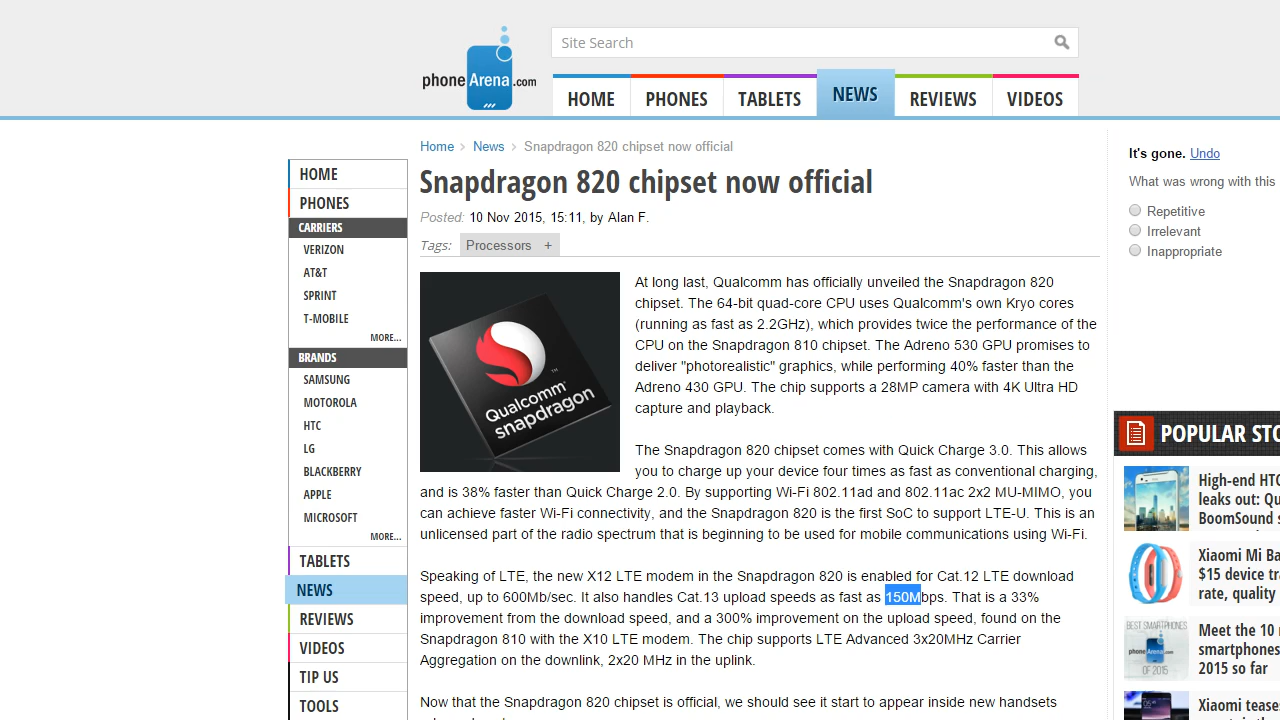 Site Search
phoneArena.com
HOME
PHONES
TABLETS
NEWS
REVIEWS
VIDEOS
Home
News
Snapdragon 820 chipset now official
HOME
PHONES
CARRIERS
VERIZON
AT&T
SPRINT
T-MOBILE
MORE...
BRANDS
SAMSUNG
MOTOROLA
HTC
LG
BLACKBERRY
APPLE
MICROSOFT
MORE...
TABLETS
NEWS
REVIEWS
VIDEOS
TIP US
TOOLS
Snapdragon 820 chipset now official
Posted: 10 Nov 2015, 15:11, by Alan F.
Tags: Processors +
Qualcomm™
snapdragon
At long last, Qualcomm has officially unveiled the Snapdragon 820
chipset. The 64-bit quad-core CPU uses Qualcomm's own Kryo cores
(running as fast as 2.2GHz), which provides twice the performance of the
CPU on the Snapdragon 810 chipset. The Adreno 530 GPU promises to
deliver "photorealistic" graphics, while performing 40% faster than the
Adreno 430 GPU. The chip supports a 28MP camera with 4K Ultra HD
capture and playback.
The Snapdragon 820 chipset comes with Quick Charge 3.0. This allows
you to charge up your device four times as fast as conventional charging,
and is 38% faster than Quick Charge 2.0. By supporting Wi-Fi 802.11ad and 802.11ac 2x2 MU-MIMO, you
can achieve faster Wi-Fi connectivity, and the Snapdragon 820 is the first SoC to support LTE-U. This is an
unlicensed part of the radio spectrum that is beginning to be used for mobile communications using Wi-Fi.
Speaking of LTE, the new X12 LTE modem in the Snapdragon 820 is enabled for Cat.12 LTE download
speed, up to 600Mb/sec. It also handles Cat.13 upload speeds as fast as 150Mbps. That is a 33%
improvement from the download speed, and a 300% improvement on the upload speed, found on the
Snapdragon 810 with the X10 LTE modem. The chip supports LTE Advanced 3x20MHz Carrier
Aggregation on the downlink, 2x20 MHz in the uplink.
Now that the Snapdragon 820 chipset is official, we should see it start to appear inside new handsets
It's gone. Undo
What was wrong with this
Repetitive
Irrelevant
Inappropriate
POPULAR STO
High-end HTC
leaks out: Qu
BoomSound s
Xiaomi Mi Ba
$15 device tra
rate, quality
BEST SMARTPHONES
phoneArena
OF 2015
Meet the 10 
smartphones
2015 so far
Xiaomi tease